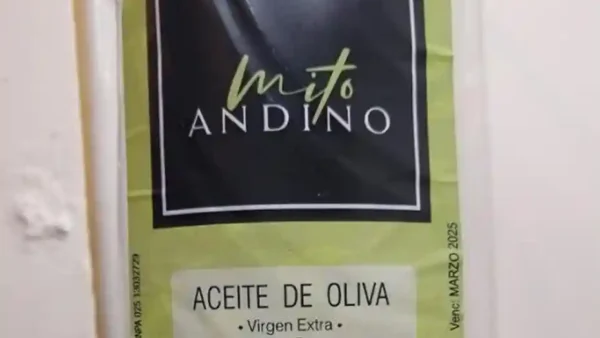 mito
ANDINO
ACEITE DE OLIVA
• Virgen Extra •
Venc: MARZO 2025